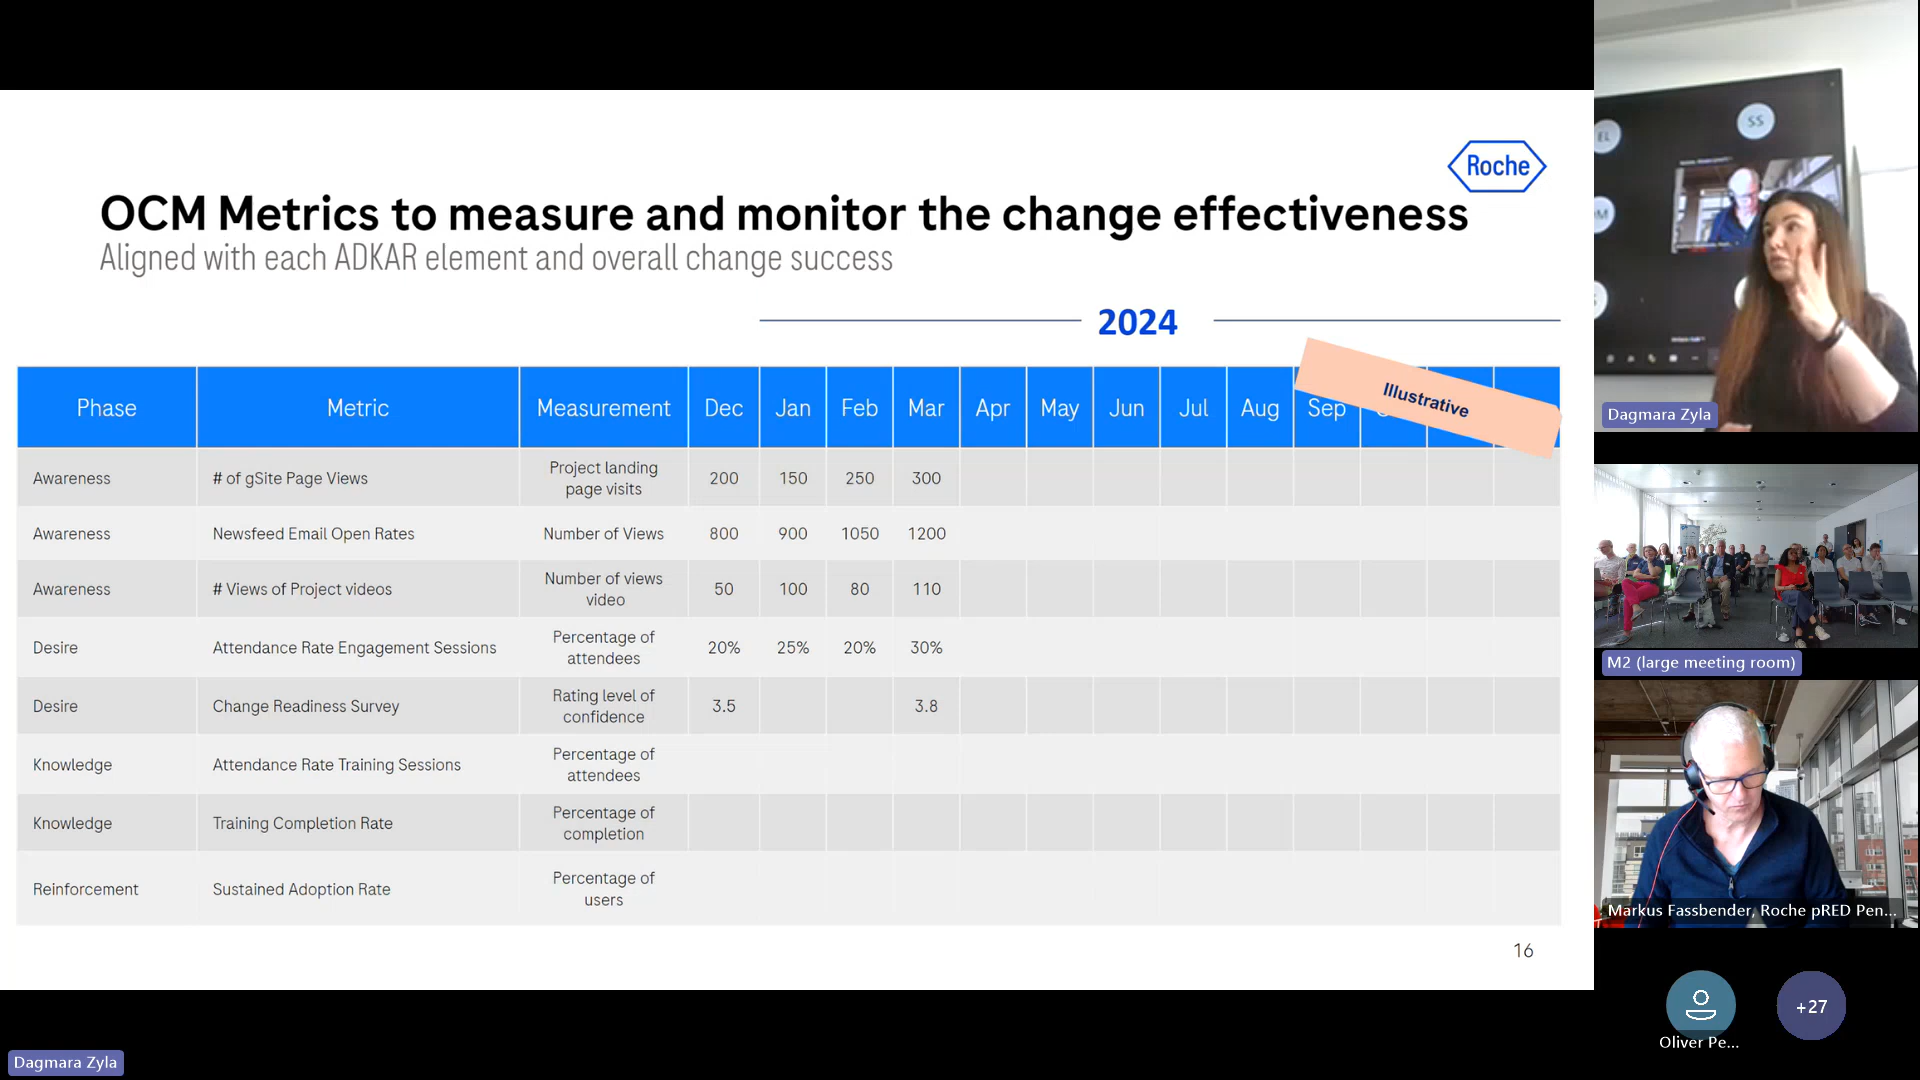 Roche
OCM Metrics to measure and monitor the change effectiveness
Aligned with each ADKAR element and overall change success
2024
Illustrative
Phase Metric Measurement Dec Jan Feb Mar Apr May Jun Jul Aug Sep
Awareness # of gSite Page Views Project landing page visits 200 150 250 300
Awareness Newsfeed Email Open Rates Number of Views 800 900 1050 1200
Awareness # Views of Project videos Number of views video 50 100 80 110
Desire Attendance Rate Engagement Sessions Percentage of attendees 20% 25% 20% 30%
Desire Change Readiness Survey Rating level of confidence 3.5 3.8
Knowledge Attendance Rate Training Sessions Percentage of attendees
Knowledge Training Completion Rate Percentage of completion
Reinforcement Sustained Adoption Rate Percentage of users
16
EL
SS
Dagmara Zyla
M2 (large meeting room)
Markus Fassbender, Roche pRED Pen...
Oliver Pe...
+27
Dagmara Zyla